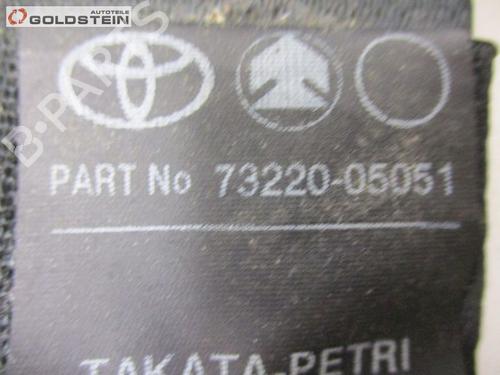 AUTOTEILE
GOLDSTEIN
B-PARTS
PART No 73220-05051
TAKATA-PETRI